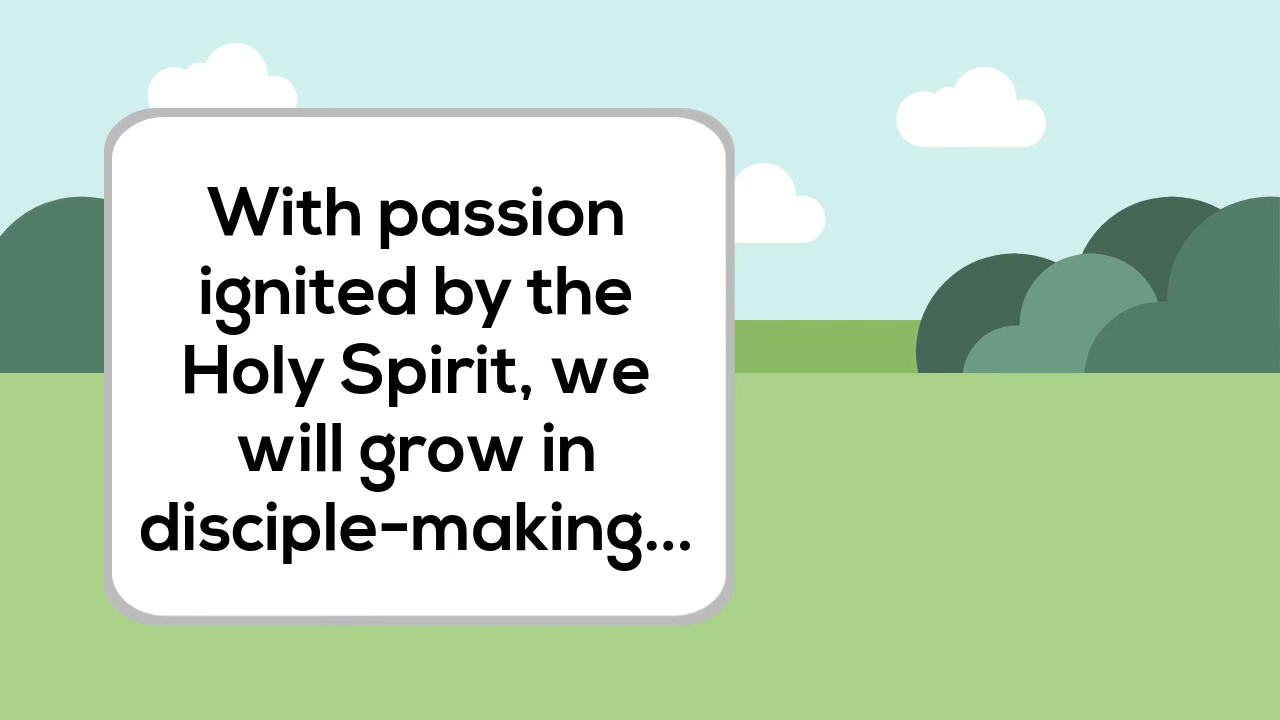 With passion
ignited by the
Holy Spirit, we
will grow in
disciple-making...